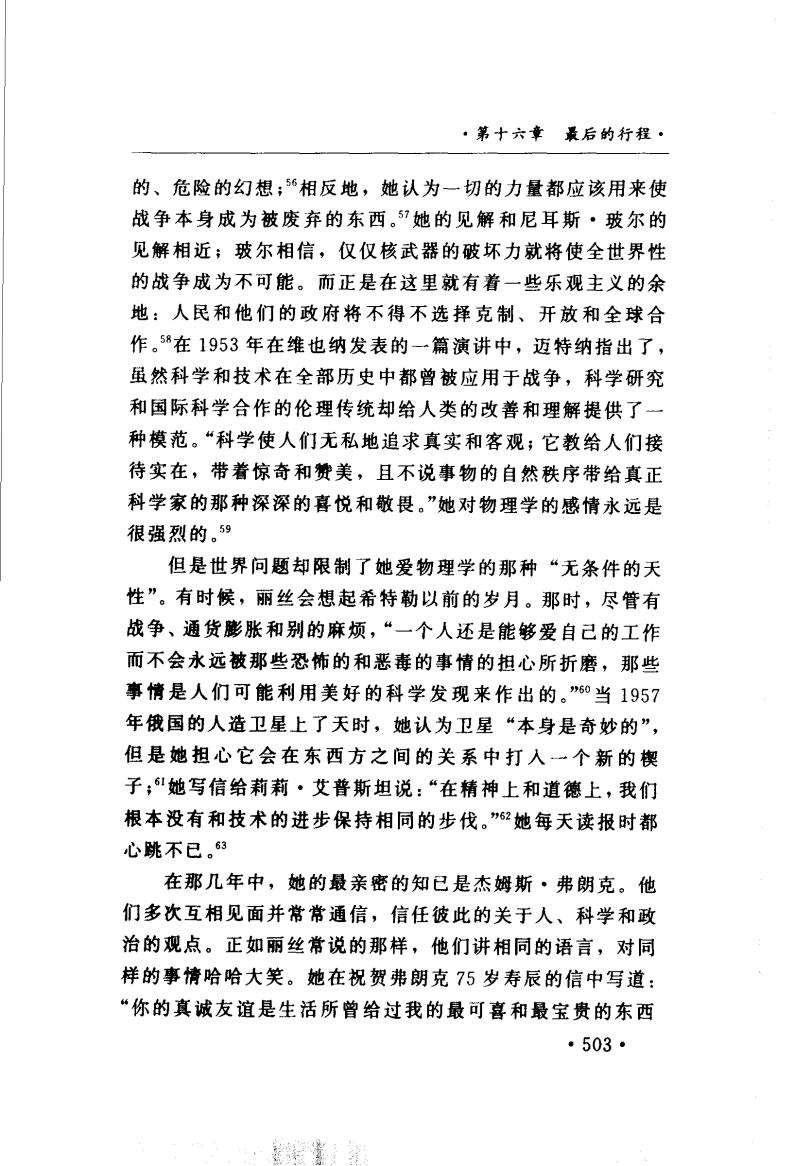 ·第十六章 最后的行程·
的、危险的幻想；⁵⁶相反地，她认为一切的力量都应该用来使
战争本身成为被废弃的东西。⁵⁷她的见解和尼耳斯·玻尔的
见解相近；玻尔相信，仅仅核武器的破坏力就将使全世界性
的战争成为不可能。而正是在这里就有着一些乐观主义的余
地：人民和他们的政府将不得不选择克制、开放和全球合
作。⁵⁸在 1953 年在维也纳发表的一篇演讲中，迈特纳指出了，
虽然科学和技术在全部历史中都曾被应用于战争，科学研究
和国际科学合作的伦理传统却给人类的改善和理解提供了一
种模范。“科学使人们无私地追求真实和客观；它教给人们接
待实在，带着惊奇和赞美，且不说事物的自然秩序带给真正
科学家的那种深深的喜悦和敬畏。”她对物理学的感情永远是
很强烈的。⁵⁹
但是世界问题却限制了她爱物理学的那种“无条件的天
性”。有时候，丽丝会想起希特勒以前的岁月。那时，尽管有
战争、通货膨胀和别的麻烦，“一个人还是能够爱自己的工作
而不会永远被那些恐怖的和恶毒的事情的担心所折磨，那些
事情是人们可能利用美好的科学发现来作出的。”⁶⁰当 1957
年俄国的人造卫星上了天时，她认为卫星“本身是奇妙的”，
但是她担心它会在东西方之间的关系中打入一个新的楔
子；⁶¹她写信给莉莉·艾普斯坦说：“在精神上和道德上，我们
根本没有和技术的进步保持相同的步伐。”⁶²她每天读报时都
心跳不已。⁶³
在那几年中，她的最亲密的知已是杰姆斯·弗朗克。他
们多次互相见面并常常通信，信任彼此的关于人、科学和政
治的观点。正如丽丝常说的那样，他们讲相同的语言，对同
样的事情哈哈大笑。她在祝贺弗朗克 75 岁寿辰的信中写道：
“你的真诚友谊是生活所曾给过我的最可喜和最宝贵的东西
·503·